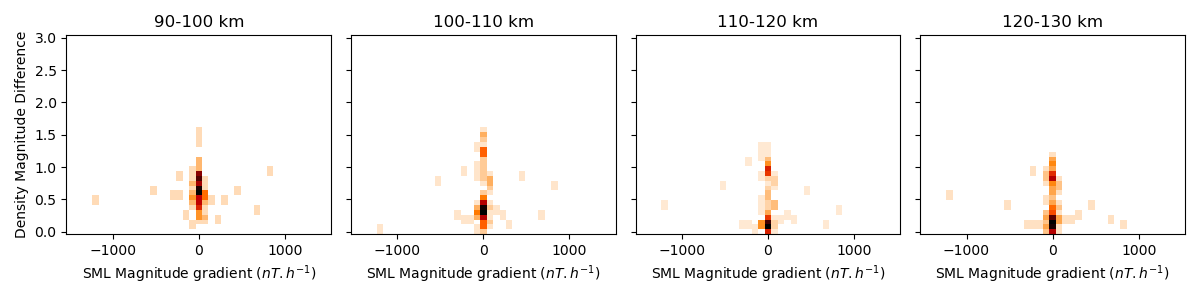 90-100 km
100-110 km
110-120 km
120-130 km
Density Magnitude Difference
3.0
2.5
2.0
1.5
1.0
0.5
0.0
−1000 0 1000
−1000 0 1000
−1000 0 1000
−1000 0 1000
SML Magnitude gradient (nT.h⁻¹)
SML Magnitude gradient (nT.h⁻¹)
SML Magnitude gradient (nT.h⁻¹)
SML Magnitude gradient (nT.h⁻¹)